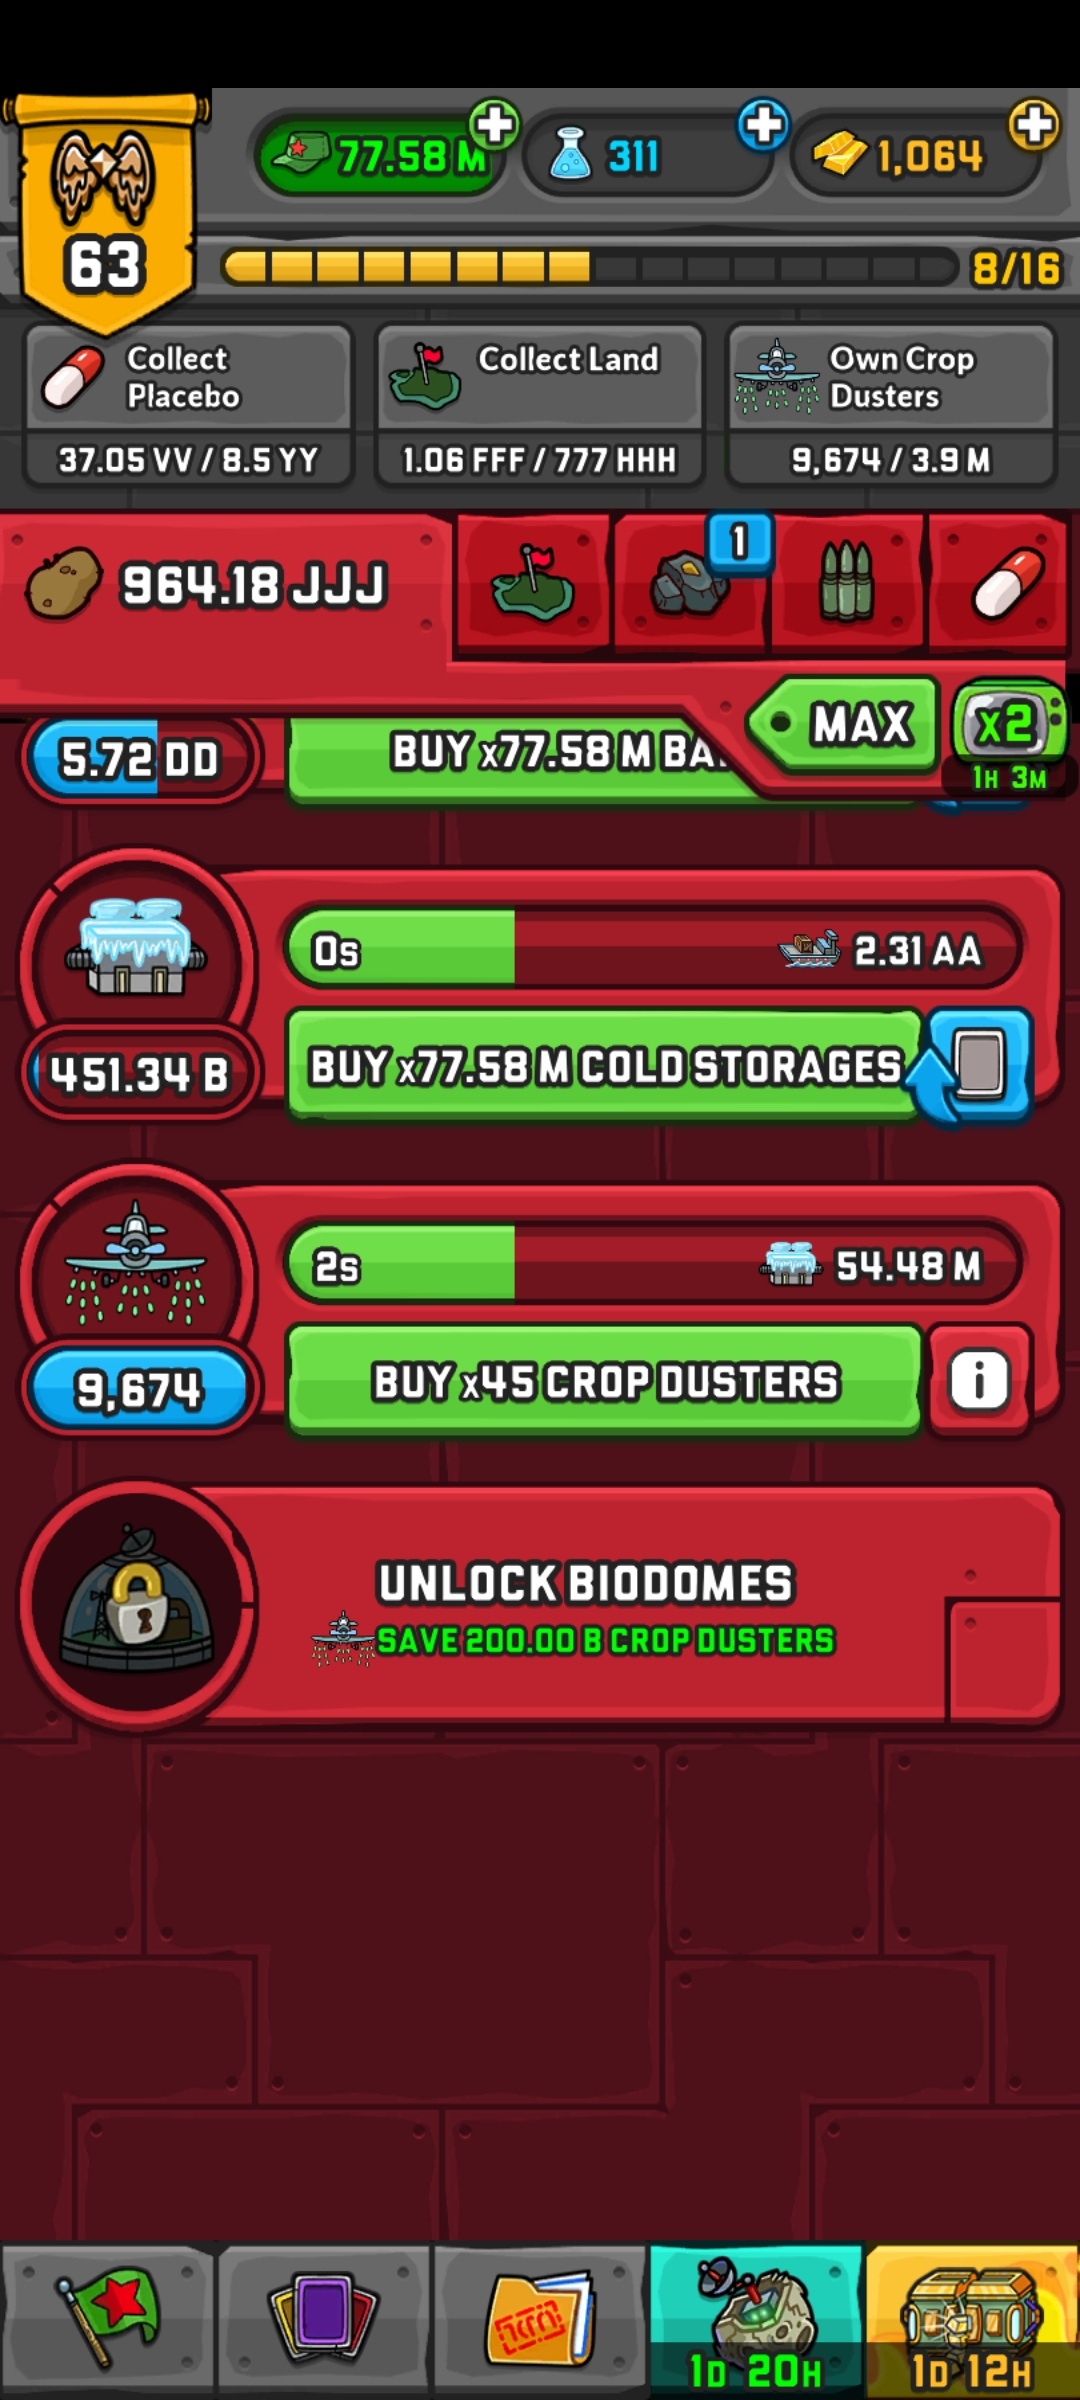 77.58 M
311
1,064
63
8/16
Collect
Placebo
37.05 VV / 8.5 YY
Collect Land
1.06 FFF / 777 HHH
Own Crop
Dusters
9,674 / 3.9 M
964.18 JJJ
1
MAX
x2
1H 3M
5.72 DD
BUY x77.58 M BA
0s
2.31 AA
451.34 B
BUY x77.58 M COLD STORAGES
2s
54.48 M
9,674
BUY x45 CROP DUSTERS
i
UNLOCK BIODOMES
SAVE 200.00 B CROP DUSTERS
1D 20H
1D 12H